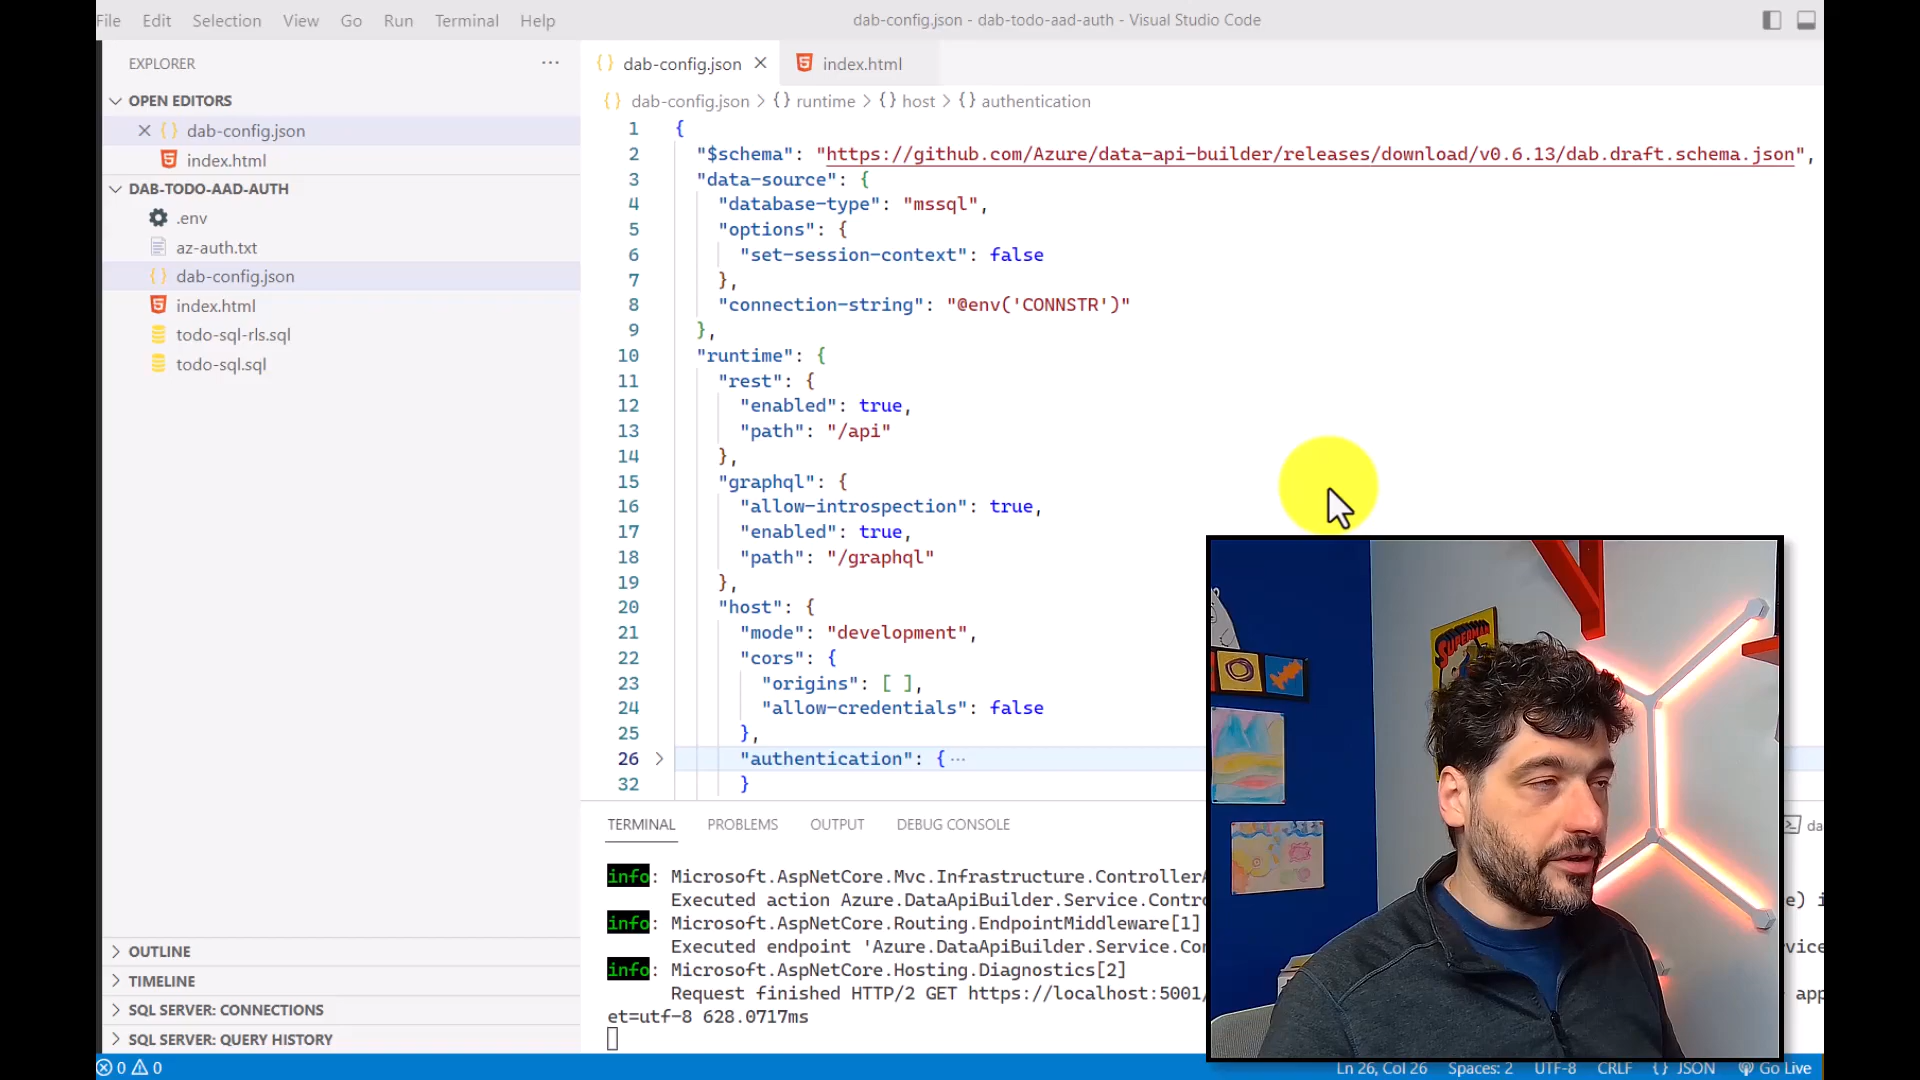 File Edit Selection View Go Run Terminal Help
dab-config.json - dab-todo-aad-auth - Visual Studio Code
EXPLORER
OPEN EDITORS
dab-config.json
index.html
DAB-TODO-AAD-AUTH
.env
az-auth.txt
dab-config.json
index.html
todo-sql-rls.sql
todo-sql.sql
OUTLINE
TIMELINE
SQL SERVER: CONNECTIONS
SQL SERVER: QUERY HISTORY
dab-config.json index.html
dab-config.json > {} runtime > {} host > {} authentication
1 {
2 "$schema": "https://github.com/Azure/data-api-builder/releases/download/v0.6.13/dab.draft.schema.json",
3 "data-source": {
4 "database-type": "mssql",
5 "options": {
6 "set-session-context": false
7 },
8 "connection-string": "@env('CONNSTR')"
9 },
10 "runtime": {
11 "rest": {
12 "enabled": true,
13 "path": "/api"
14 },
15 "graphql": {
16 "allow-introspection": true,
17 "enabled": true,
18 "path": "/graphql"
19 },
20 "host": {
21 "mode": "development",
22 "cors": {
23 "origins": [ ],
24 "allow-credentials": false
25 },
26 "authentication": { ···
32 }
TERMINAL PROBLEMS OUTPUT DEBUG CONSOLE
info: Microsoft.AspNetCore.Mvc.Infrastructure.ControllerA
Executed action Azure.DataApiBuilder.Service.Contro
info: Microsoft.AspNetCore.Routing.EndpointMiddleware[1]
Executed endpoint 'Azure.DataApiBuilder.Service.Con
info: Microsoft.AspNetCore.Hosting.Diagnostics[2]
Request finished HTTP/2 GET https://localhost:5001/
et=utf-8 628.0717ms
SUPERMAN
0 0
Ln 26, Col 26 Spaces: 2 UTF-8 CRLF {} JSON Go Live